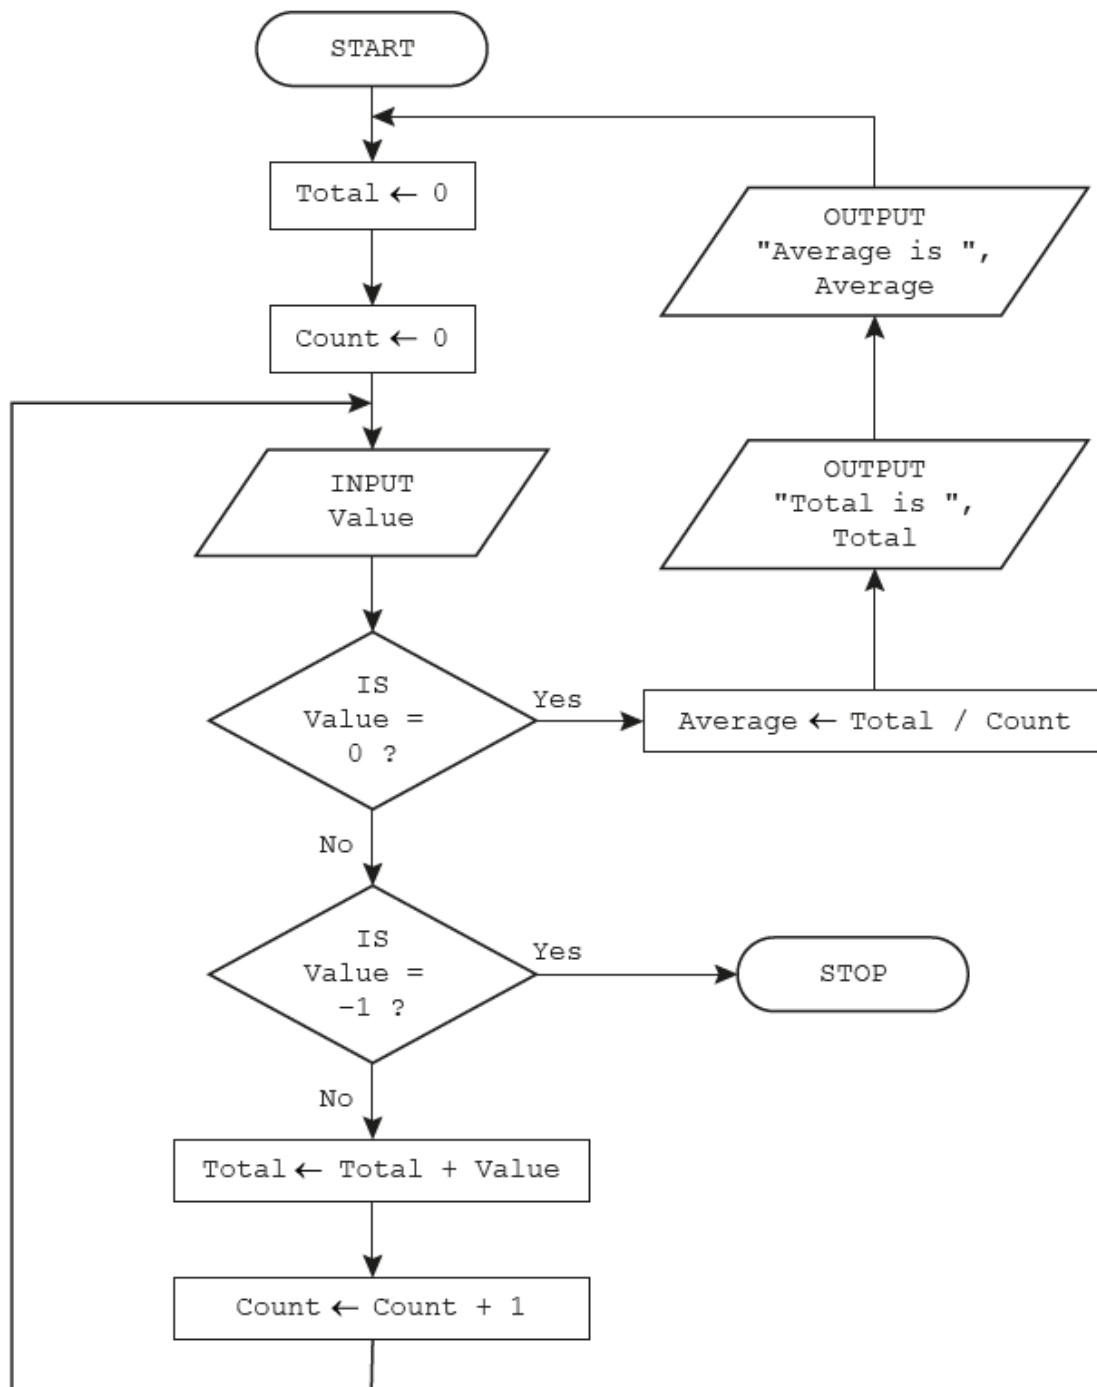 START
Total ← 0
Count ← 0
INPUT
Value
IS
Value =
0 ?
Yes
No
Average ← Total / Count
OUTPUT
"Total is ",
Total
OUTPUT
"Average is ",
Average
IS
Value =
–1 ?
Yes
STOP
No
Total ← Total + Value
Count ← Count + 1